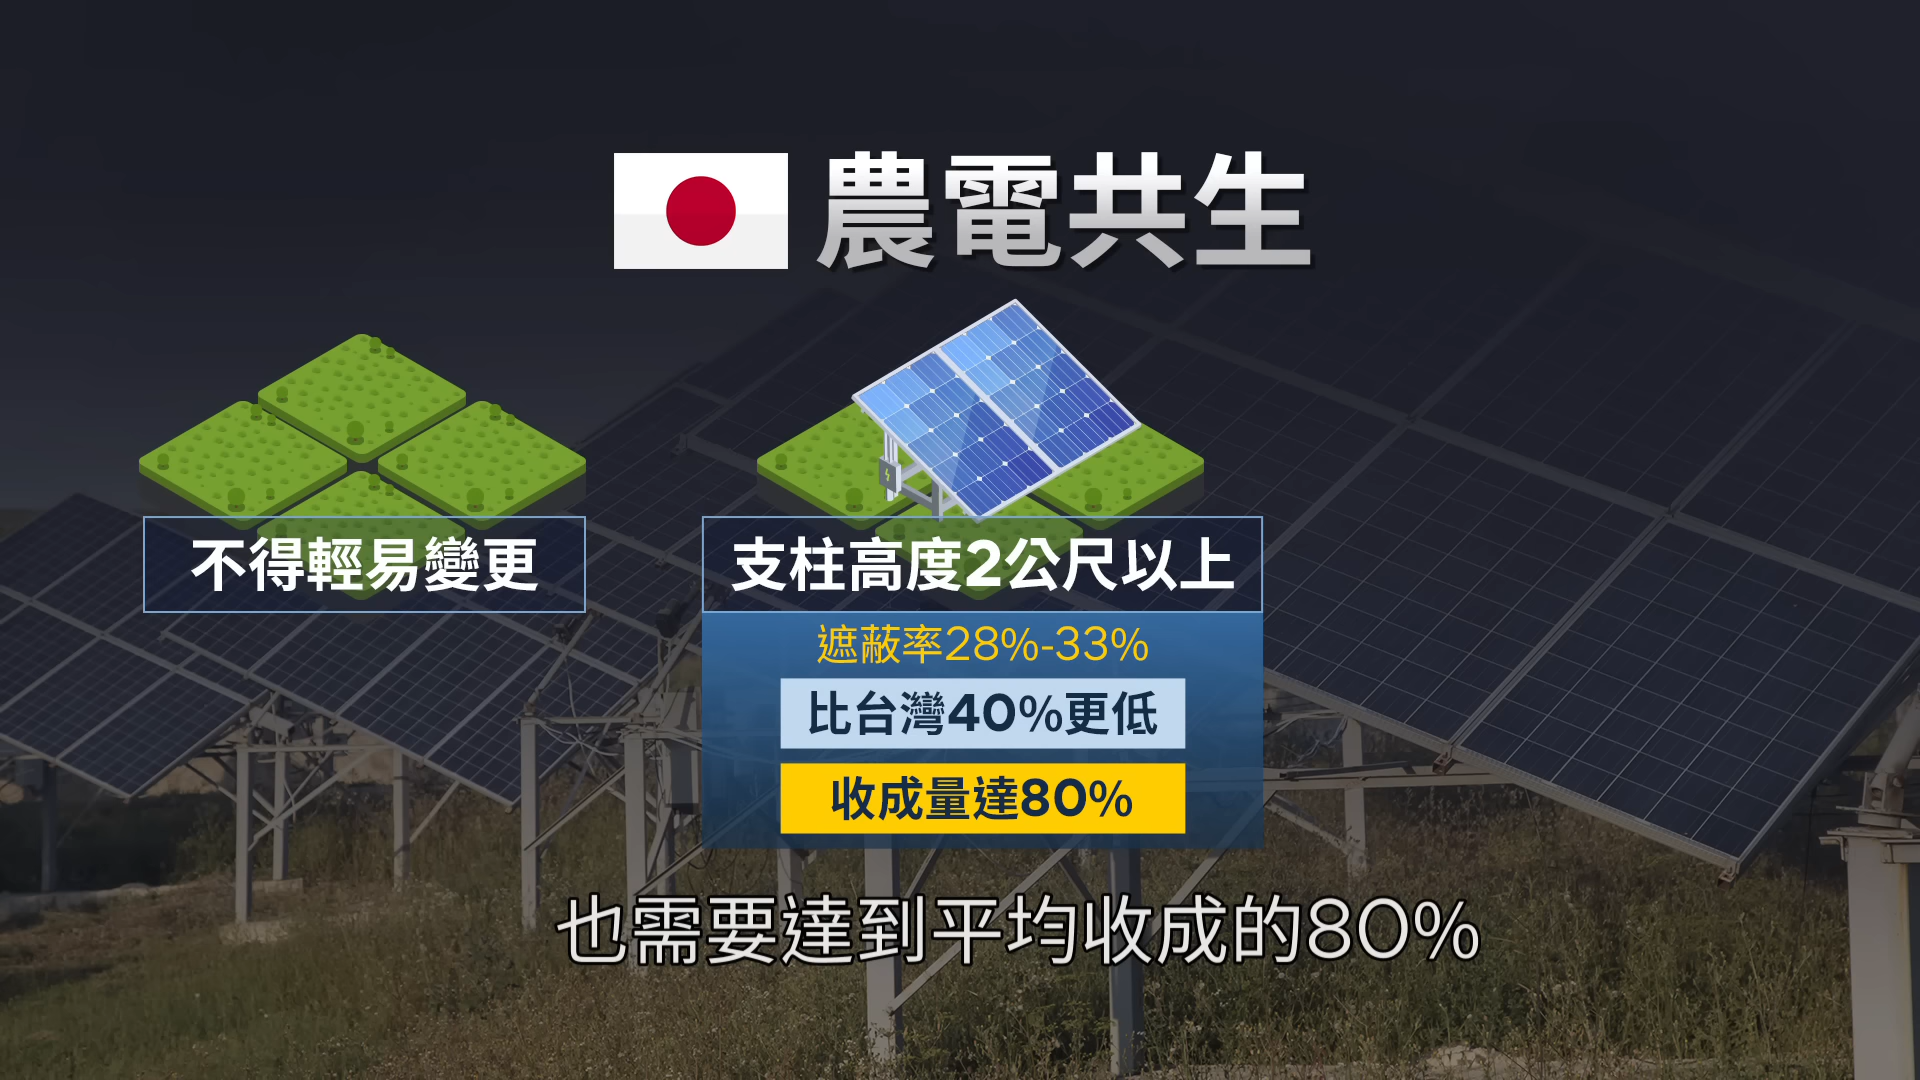 農電共生
不得輕易變更
支柱高度2公尺以上
遮蔽率28%-33%
比台灣40%更低
收成量達80%
也需要達到平均收成的80%